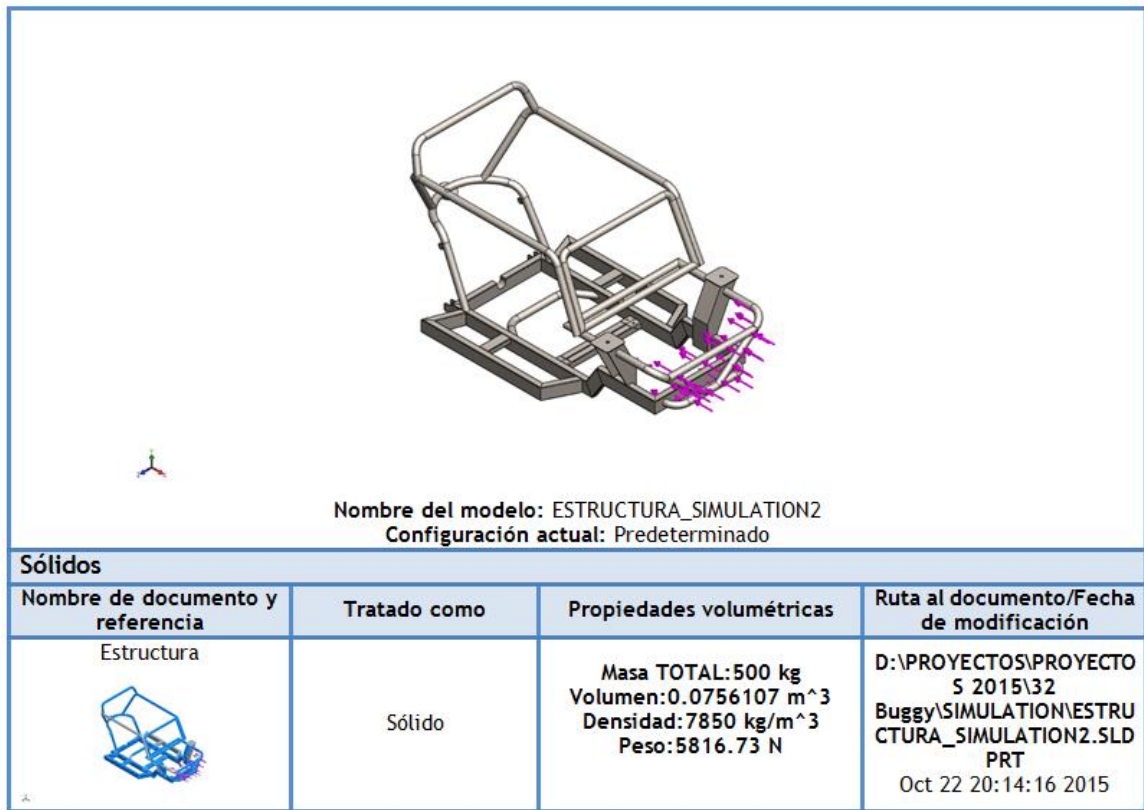 Nombre del modelo: ESTRUCTURA_SIMULATION2
Configuración actual: Predeterminado
Sólidos
Nombre de documento y
referencia
Tratado como
Propiedades volumétricas
Ruta al documento/Fecha
de modificación
Estructura
Sólido
Masa TOTAL:500 kg
Volumen:0.0756107 m^3
Densidad:7850 kg/m^3
Peso:5816.73 N
D:\PROYECTOS\PROYECTO
S 2015\32
Buggy\SIMULATION\ESTRU
CTURA_SIMULATION2.SLD
PRT
Oct 22 20:14:16 2015